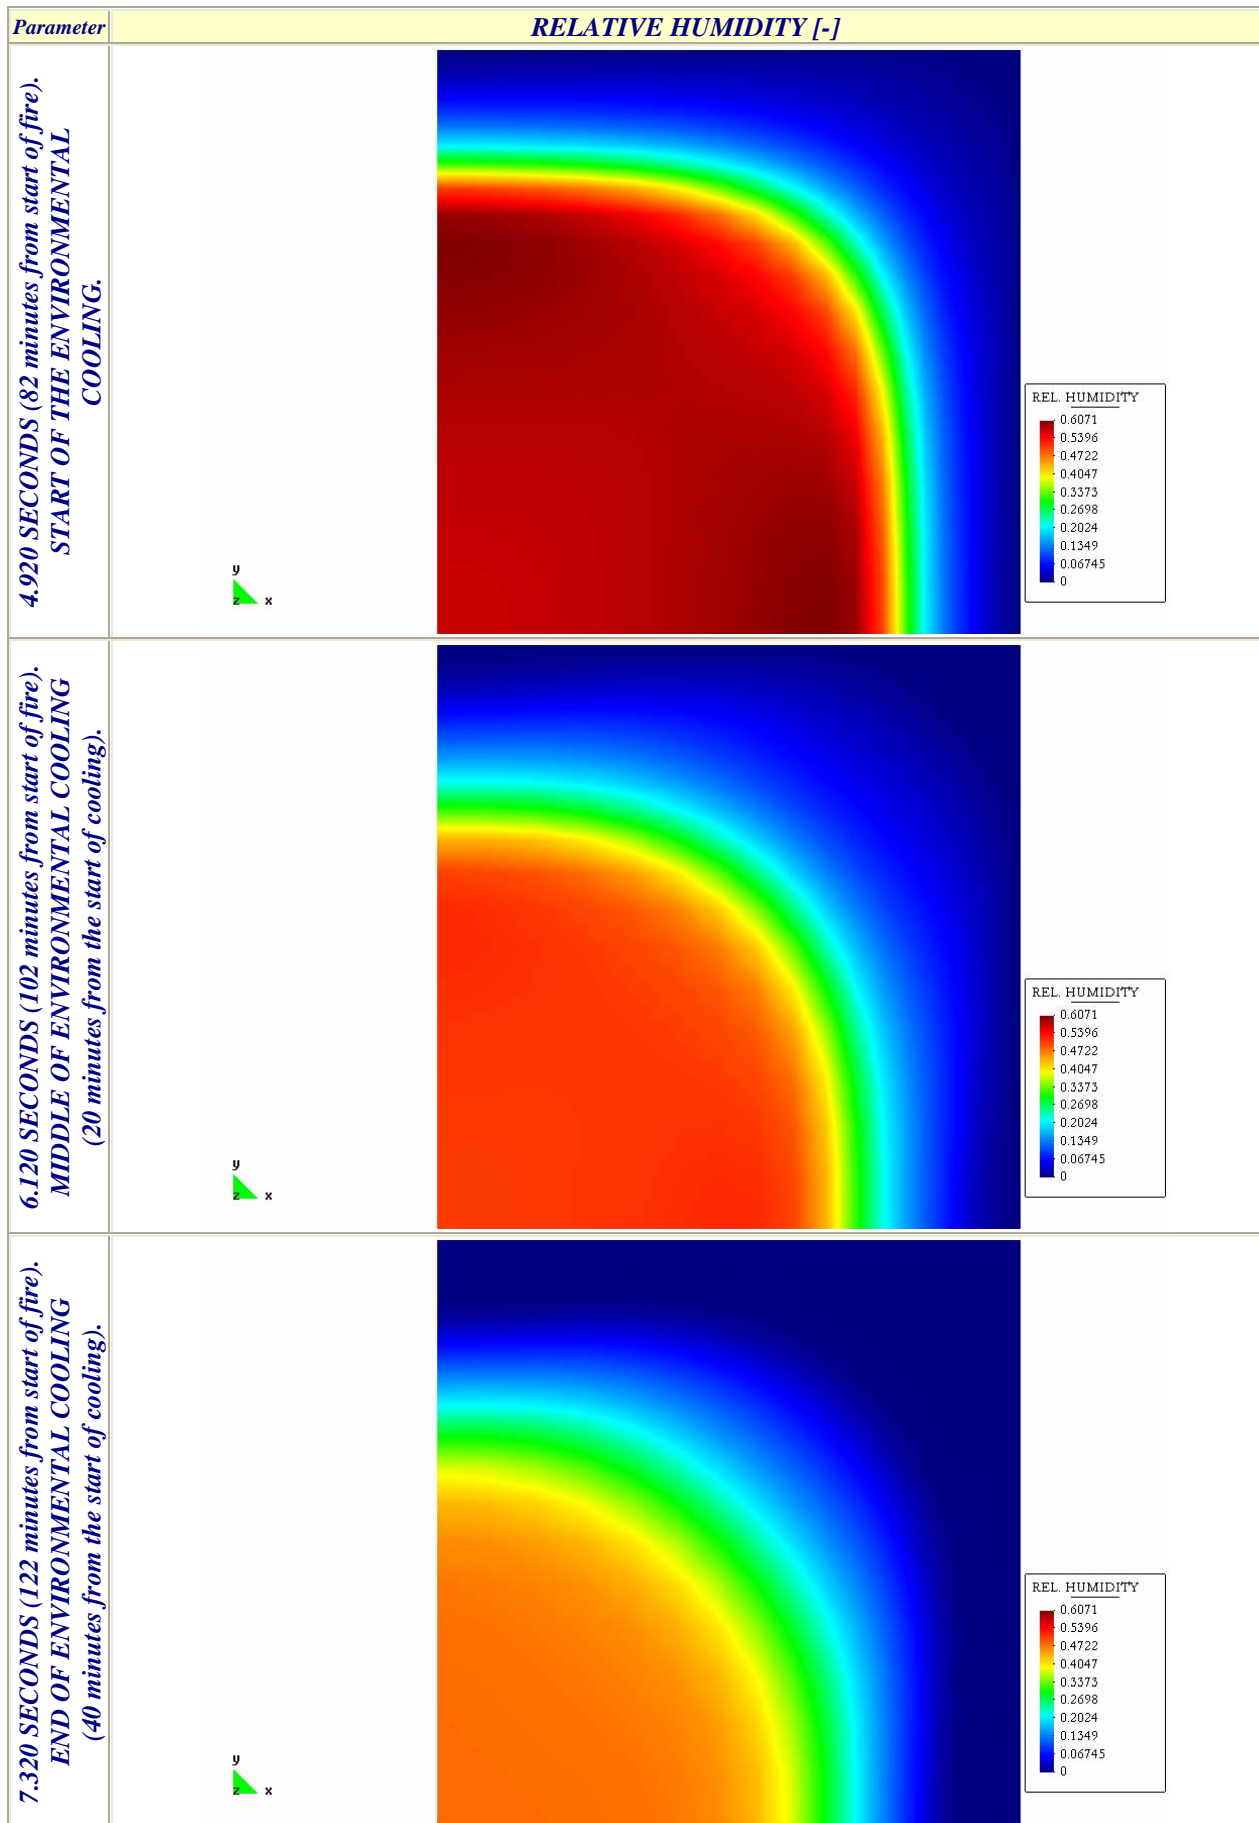 Parameter
RELATIVE HUMIDITY [-]
4.920 SECONDS (82 minutes from start of fire).
START OF THE ENVIRONMENTAL
COOLING.
y
z x
REL. HUMIDITY
0.6071
0.5396
0.4722
0.4047
0.3373
0.2698
0.2024
0.1349
0.06745
0
6.120 SECONDS (102 minutes from start of fire).
MIDDLE OF ENVIRONMENTAL COOLING
(20 minutes from the start of cooling).
y
z x
REL. HUMIDITY
0.6071
0.5396
0.4722
0.4047
0.3373
0.2698
0.2024
0.1349
0.06745
0
7.320 SECONDS (122 minutes from start of fire).
END OF ENVIRONMENTAL COOLING
(40 minutes from the start of cooling).
y
z x
REL. HUMIDITY
0.6071
0.5396
0.4722
0.4047
0.3373
0.2698
0.2024
0.1349
0.06745
0